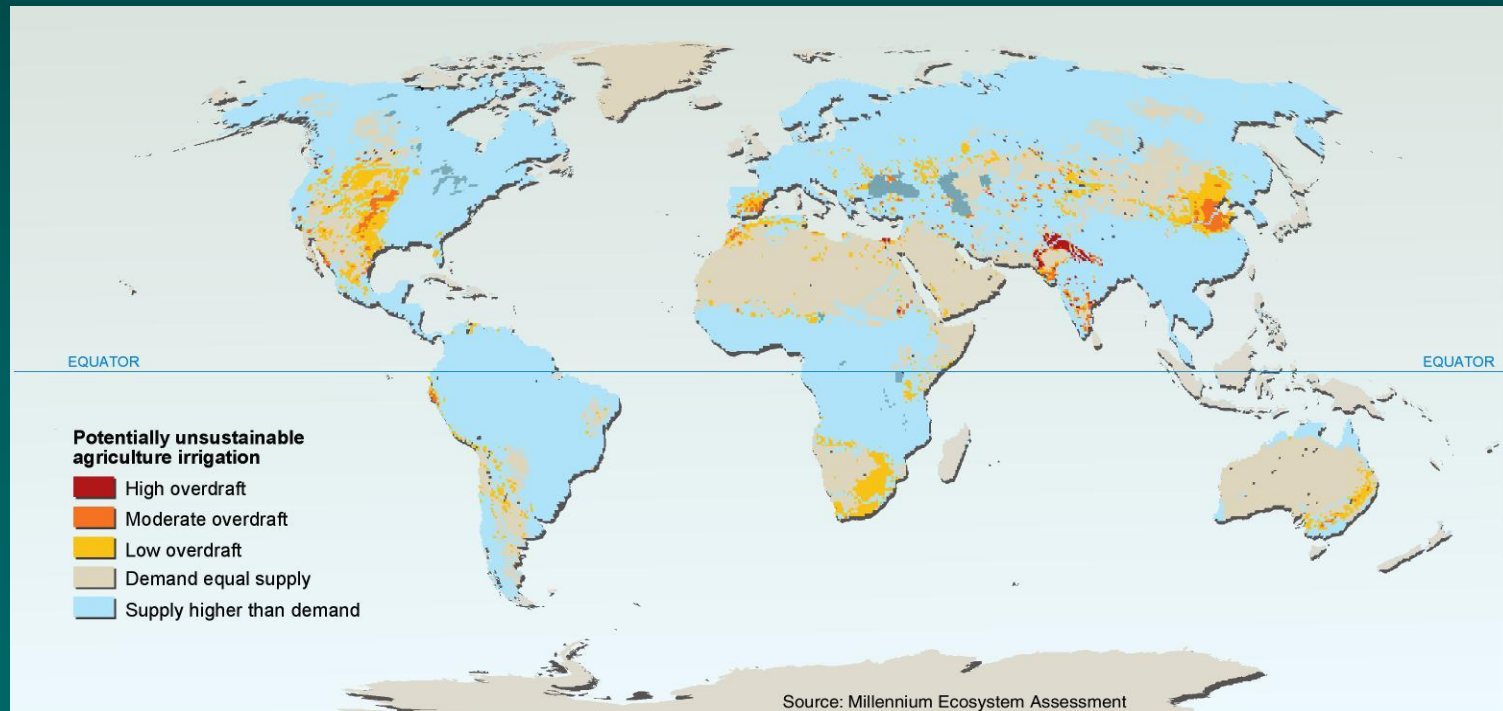 EQUATOR
EQUATOR
Potentially unsustainable
agriculture irrigation
High overdraft
Moderate overdraft
Low overdraft
Demand equal supply
Supply higher than demand
Source: Millennium Ecosystem Assessment